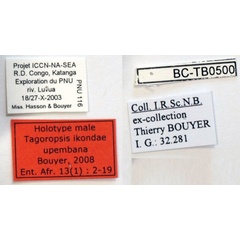 Projet ICCN-NA-SEA
R.D. Congo, Katanga
Exploration du PNU
riv. Lufiua
18/27-X-2003
Miss. Hasson & Bouyer
PNU 116
BC-TB0500
Holotype male
Tagoropsis ikondae
upembana
Bouyer, 2008
Ent. Afr. 13(1) : 2-19
Coll. I.R.Sc.N.B.
ex-collection
Thierry BOUYER
I. G.: 32.281